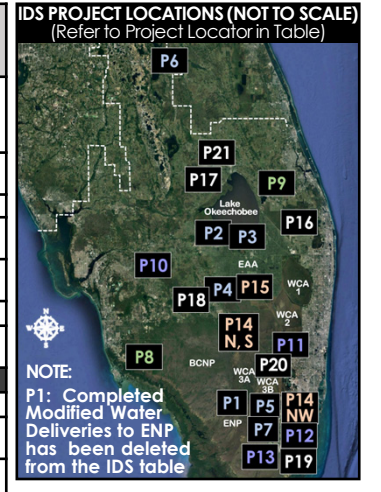 IDS PROJECT LOCATIONS (NOT TO SCALE)
(Refer to Project Locator in Table)
P6
P21
P17
P9
Lake
Okeechobee
P16
P2
P3
EAA
P10
P4
P15
WCA
1
P18
WCA
2
P14
N, S
P11
P8
BCNP
P20
WCA
3A
WCA
3B
NOTE:
P1: Completed
Modified Water
Deliveries to ENP
has been deleted
from the IDS table
P1
P5
P14
NW
ENP
P7
P12
P13
P19